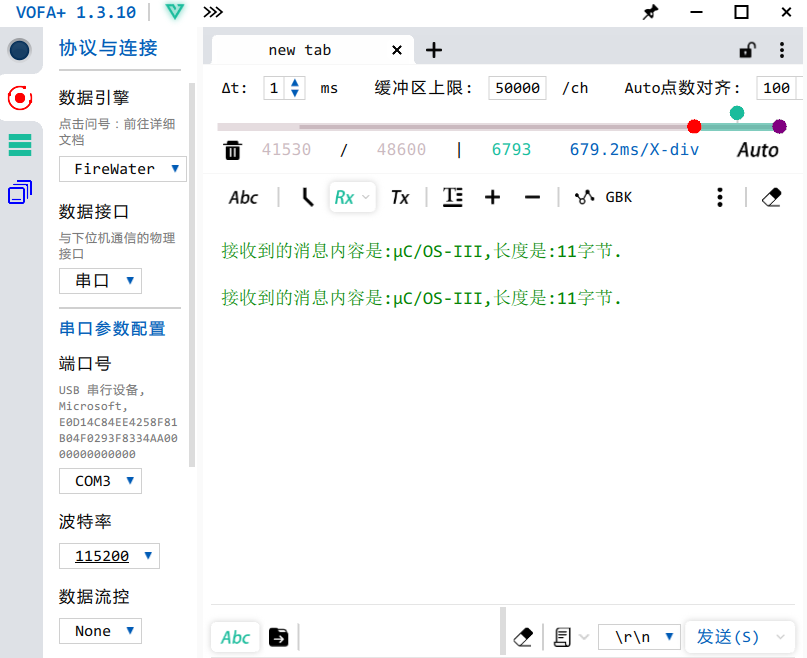 VOFA+ 1.3.10
协议与连接
数据引擎
点击问号：前往详细
文档
FireWater
数据接口
与下位机通信的物理
接口
串口
串口参数配置
端口号
USB 串行设备,
Microsoft,
E0D14C84EE4258F81
B04F0293F8334AA00
00000000000
COM3
波特率
115200
数据流控
None
new tab
Δt: 1 ms 缓冲区上限: 50000 /ch Auto点数对齐: 100
41530 / 48600 | 6793 679.2ms/X-div Auto
Abc Rx Tx GBK
接收到的消息内容是:μC/OS-III,长度是:11字节.
接收到的消息内容是:μC/OS-III,长度是:11字节.
Abc \r\n 发送(S)